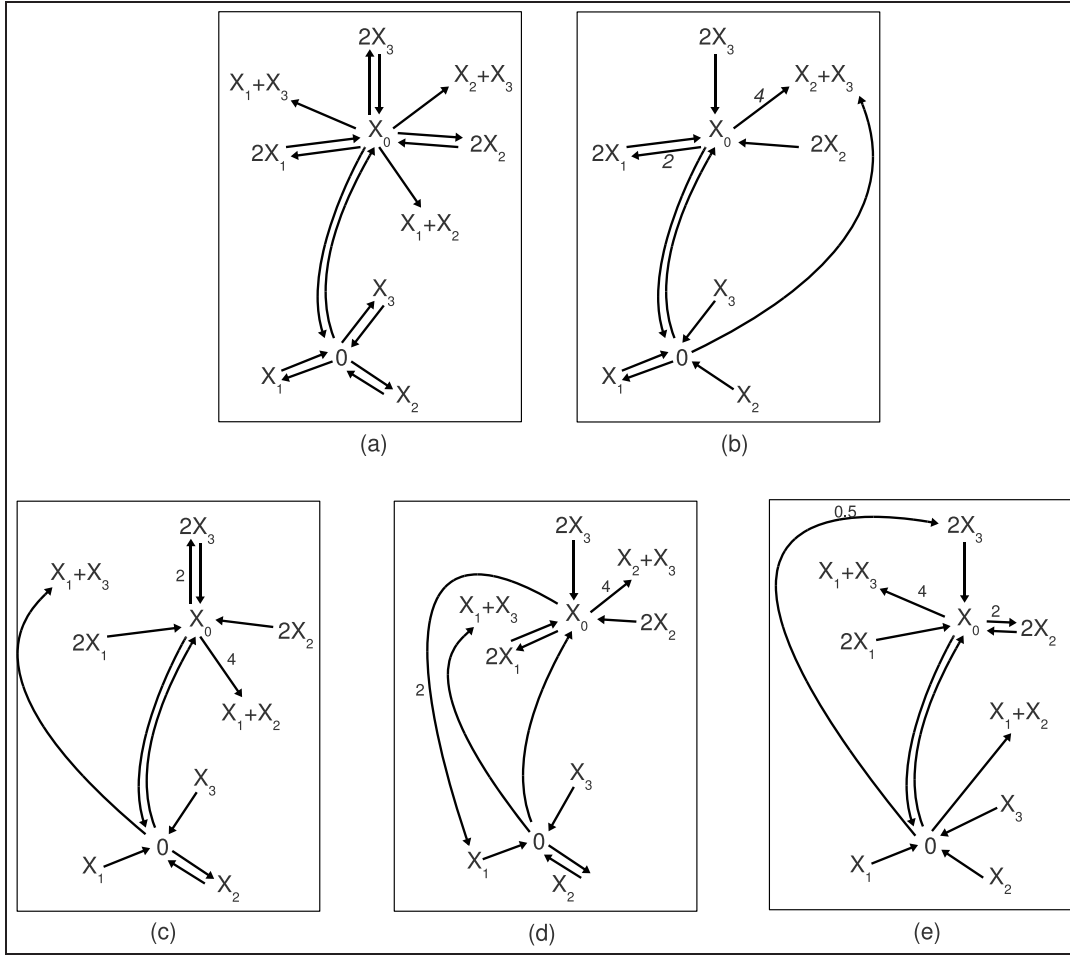 2X₃
X₁+X₃
X₂+X₃
X₀
2X₁
2X₂
X₁+X₂
X₃
0
X₁
X₂
(a)
2X₃
X₂+X₃
4
X₀
2X₁
2
2X₂
X₃
0
X₁
X₂
(b)
2X₃
X₁+X₃
2
X₀
2X₁
2X₂
4
X₁+X₂
X₃
0
X₁
X₂
(c)
2X₃
X₂+X₃
4
X₁+X₃
X₀
2X₂
2X₁
2
X₃
0
X₁
X₂
(d)
0.5
2X₃
X₁+X₃
4
X₀
2
2X₁
2X₂
X₁+X₂
X₃
0
X₁
X₂
(e)